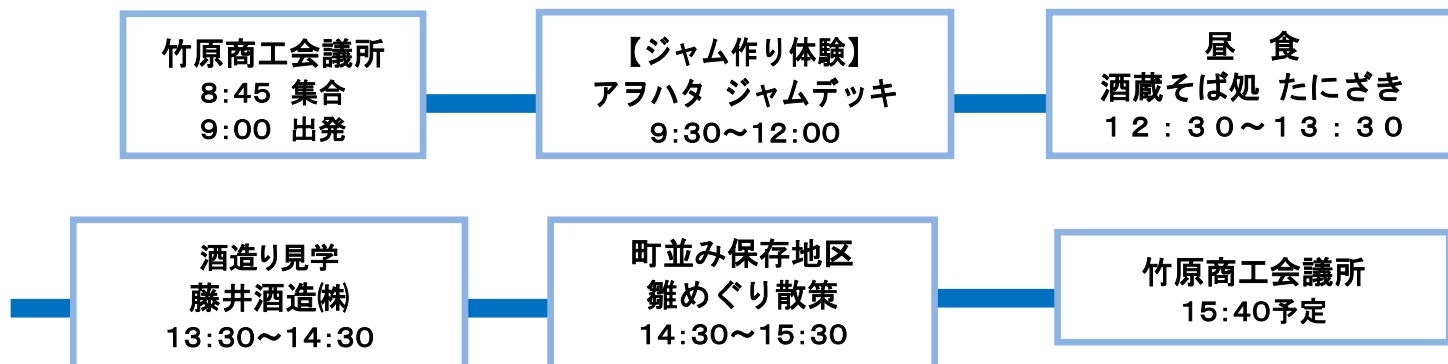 竹原商工会議所
8:45 集合
9:00 出発
【ジャム作り体験】
アヲハタ ジャムデッキ
9:30～12:00
昼　食
酒蔵そば処 たにざき
１２：３０～１３：３０
酒造り見学
藤井酒造㈱
13:30～14:30
町並み保存地区
雛めぐり散策
14:30～15:30
竹原商工会議所
15:40予定